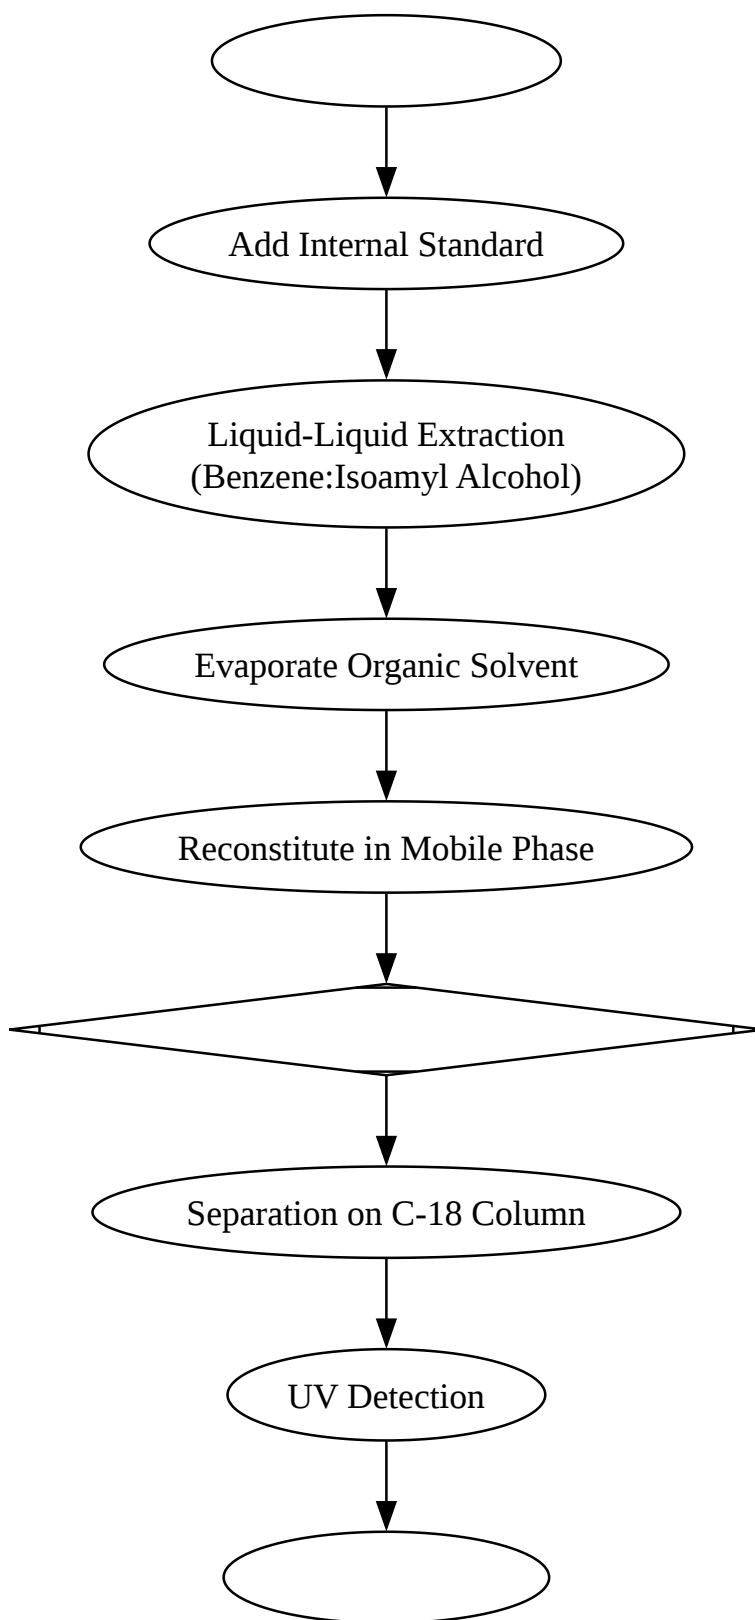 Add Internal Standard
Liquid-Liquid Extraction
(Benzene:Isoamyl Alcohol)
Evaporate Organic Solvent
Reconstitute in Mobile Phase
Separation on C-18 Column
UV Detection